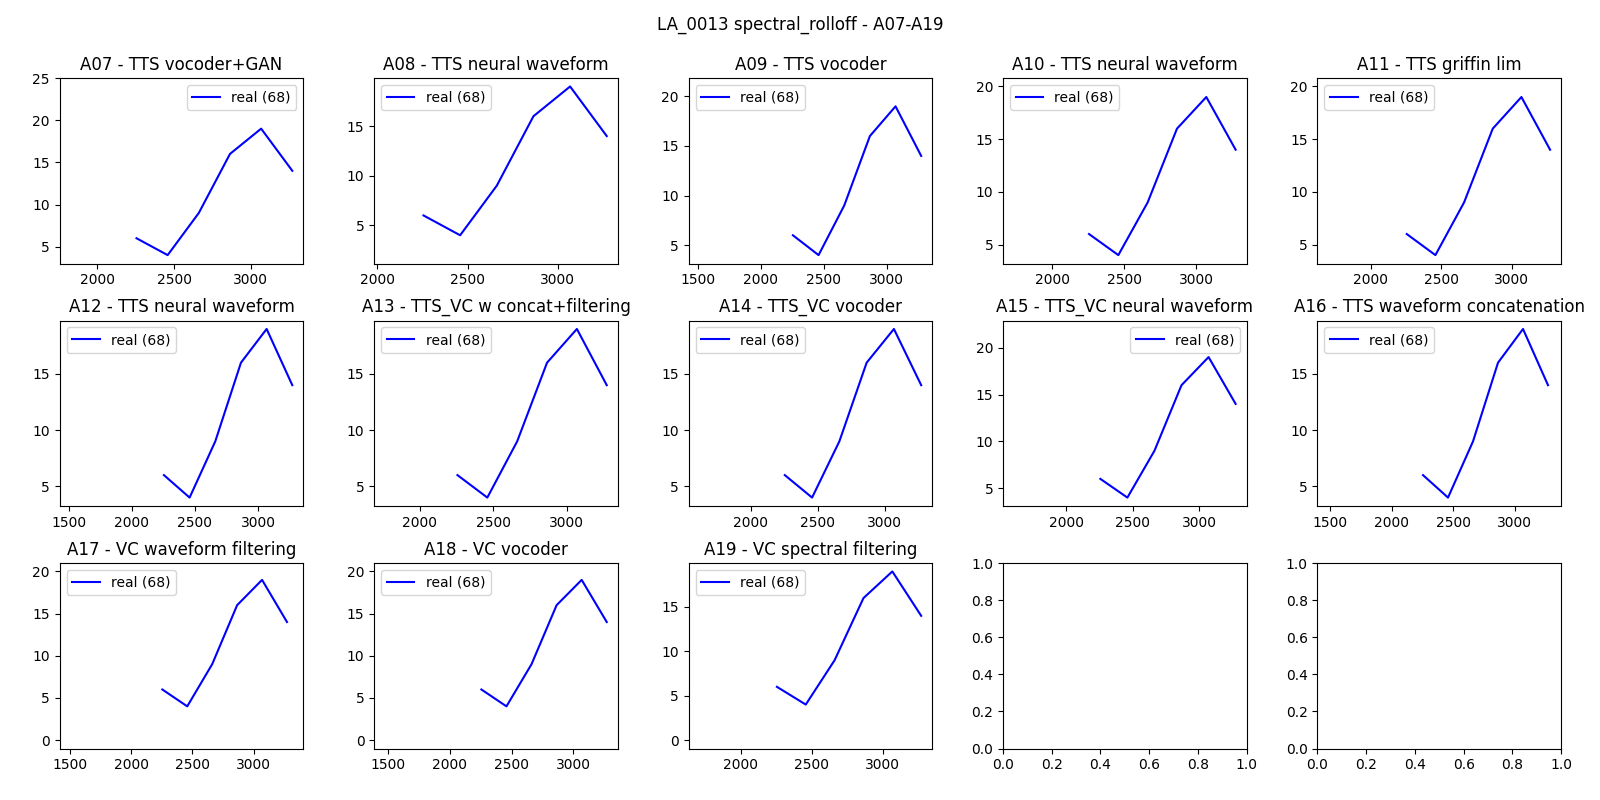 LA_0013 spectral_rolloff - A07-A19
A07 - TTS vocoder+GAN
real (68)
25
20
15
10
5
2000 2500 3000
A08 - TTS neural waveform
real (68)
15
10
5
2000 2500 3000
A09 - TTS vocoder
real (68)
20
15
10
5
1500 2000 2500 3000
A10 - TTS neural waveform
real (68)
20
15
10
5
2000 2500 3000
A11 - TTS griffin lim
real (68)
20
15
10
5
2000 2500 3000
A12 - TTS neural waveform
real (68)
15
10
5
1500 2000 2500 3000
A13 - TTS_VC w concat+filtering
real (68)
15
10
5
2000 2500 3000
A14 - TTS_VC vocoder
real (68)
15
10
5
2000 2500 3000
A15 - TTS_VC neural waveform
real (68)
20
15
10
5
2000 2500 3000
A16 - TTS waveform concatenation
real (68)
15
10
5
1500 2000 2500 3000
A17 - VC waveform filtering
real (68)
20
15
10
5
0
1500 2000 2500 3000
A18 - VC vocoder
real (68)
20
15
10
5
0
1500 2000 2500 3000
A19 - VC spectral filtering
real (68)
15
10
5
0
2000 2500 3000
1.0
0.8
0.6
0.4
0.2
0.0
0.0 0.2 0.4 0.6 0.8 1.0
1.0
0.8
0.6
0.4
0.2
0.0
0.0 0.2 0.4 0.6 0.8 1.0